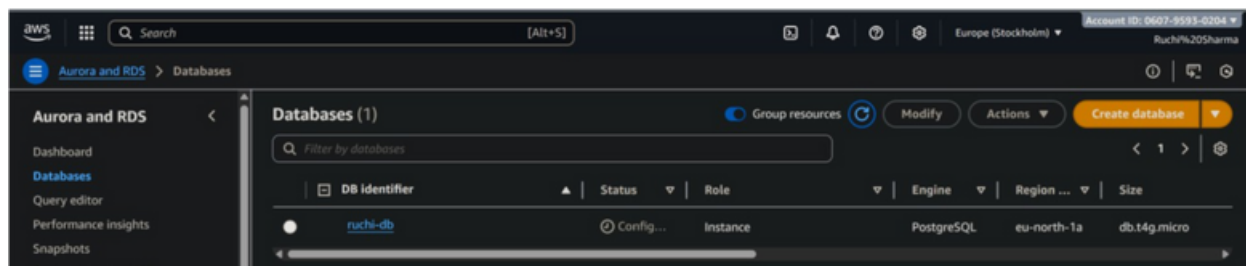 aws Search [Alt+S] Europe (Stockholm) Account ID: 0607-9593-0204
Ruchi%20Sharma
Aurora and RDS > Databases
Aurora and RDS
Dashboard
Databases
Query editor
Performance insights
Snapshots
Databases (1) Group resources Modify Actions Create database
Filter by databases 1
DB identifier Status Role Engine Region ... Size
ruchi-db Config... Instance PostgreSQL eu-north-1a db.t4g.micro